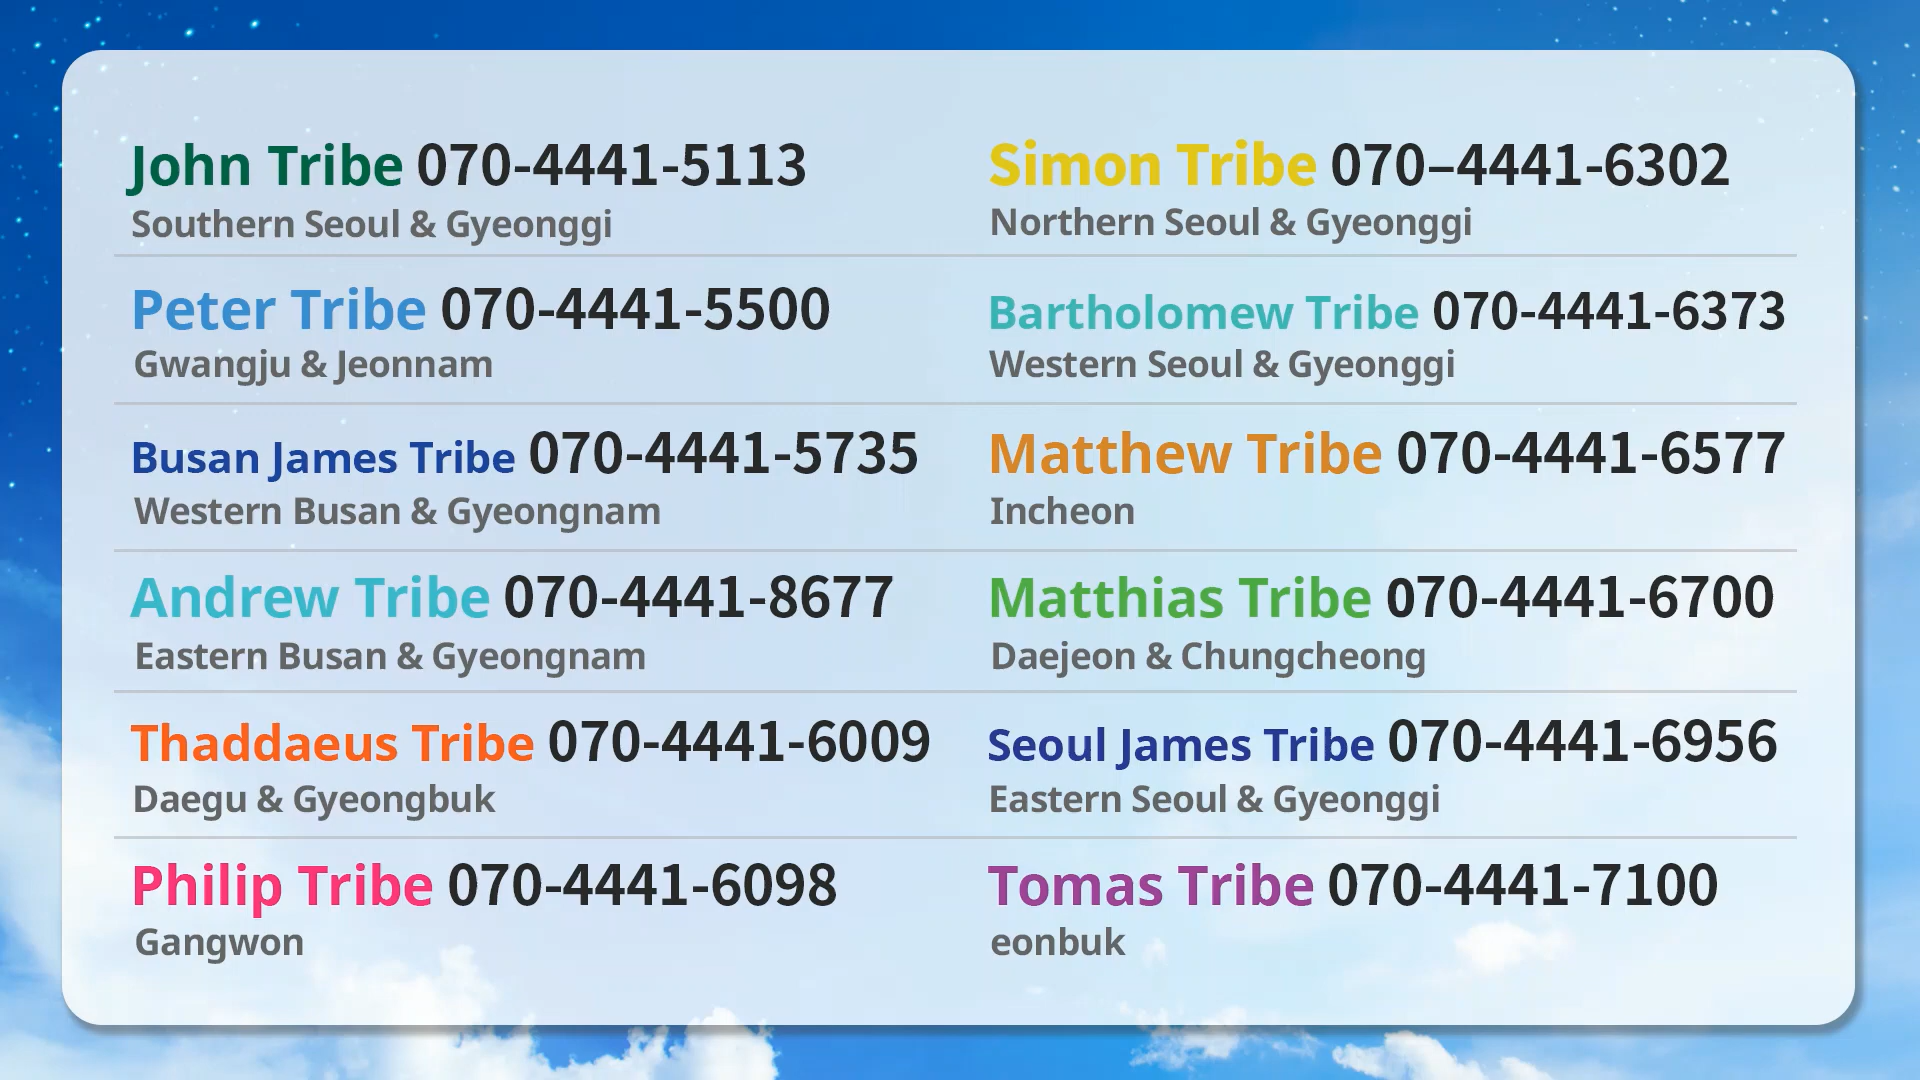 John Tribe 070-4441-5113
Southern Seoul & Gyeonggi
Peter Tribe 070-4441-5500
Gwangju & Jeonnam
Busan James Tribe 070-4441-5735
Western Busan & Gyeongnam
Andrew Tribe 070-4441-8677
Eastern Busan & Gyeongnam
Thaddaeus Tribe 070-4441-6009
Daegu & Gyeongbuk
Philip Tribe 070-4441-6098
Gangwon
Simon Tribe 070–4441-6302
Northern Seoul & Gyeonggi
Bartholomew Tribe 070-4441-6373
Western Seoul & Gyeonggi
Matthew Tribe 070-4441-6577
Incheon
Matthias Tribe 070-4441-6700
Daejeon & Chungcheong
Seoul James Tribe 070-4441-6956
Eastern Seoul & Gyeonggi
Tomas Tribe 070-4441-7100
eonbuk